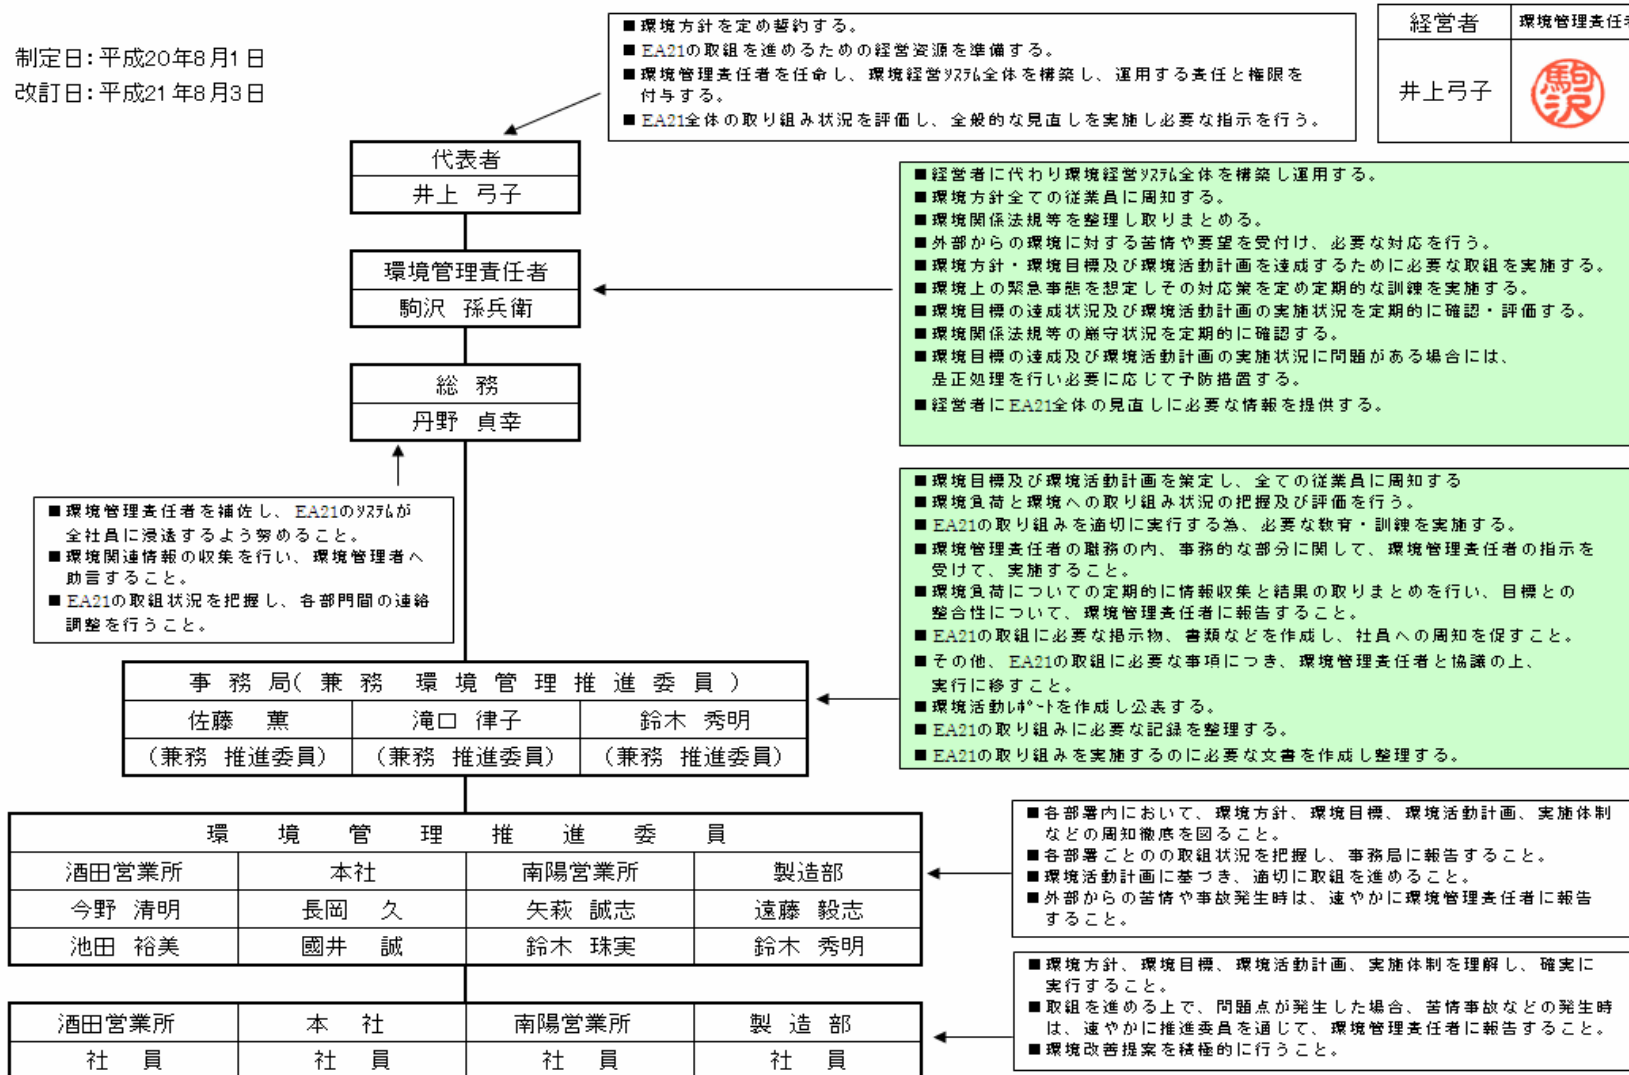 制定日：平成20年8月1日
改訂日：平成21年8月3日
■環境方針を定め誓約する。
■EA21の取組を進めるための経営資源を準備する。
■環境管理責任者を任命し、環境経営ｼｽﾃﾑ全体を構築し、運用する責任と権限を
付与する。
■EA21全体の取り組み状況を評価し、全般的な見直しを実施し必要な指示を行う。
経営者
環境管理責任者
井上弓子
駒沢
代表者
井上 弓子
環境管理責任者
駒沢 孫兵衛
総 務
丹野 貞幸
■経営者に代わり環境経営ｼｽﾃﾑ全体を構築し運用する。
■環境方針全ての従業員に周知する。
■環境関係法規等を整理し取りまとめる。
■外部からの環境に対する苦情や要望を受付け、必要な対応を行う。
■環境方針・環境目標及び環境活動計画を達成するために必要な取組を実施する。
■環境上の緊急事態を想定しその対応策を定め定期的な訓練を実施する。
■環境目標の達成状況及び環境活動計画の実施状況を定期的に確認・評価する。
■環境関係法規等の厳守状況を定期的に確認する。
■環境目標の達成及び環境活動計画の実施状況に問題がある場合には、
是正処理を行い必要に応じて予防措置する。
■経営者にEA21全体の見直しに必要な情報を提供する。
■環境管理責任者を補佐し、EA21のｼｽﾃﾑが
全社員に浸透するよう努めること。
■環境関連情報の収集を行い、環境管理者へ
助言すること。
■EA21の取組状況を把握し、各部門間の連絡
調整を行うこと。
■環境目標及び環境活動計画を策定し、全ての従業員に周知する
■環境負荷と環境への取り組み状況の把握及び評価を行う。
■EA21の取り組みを適切に実行する為、必要な教育・訓練を実施する。
■環境管理責任者の職務の内、事務的な部分に関して、環境管理責任者の指示を
受けて、実施すること。
■環境負荷についての定期的に情報収集と結果の取りまとめを行い、目標との
整合性について、環境管理責任者に報告すること。
■EA21の取組に必要な掲示物、書類などを作成し、社員への周知を促すこと。
■その他、EA21の取組に必要な事項につき、環境管理責任者と協議の上、
実行に移すこと。
■環境活動ﾚﾎﾟｰﾄを作成し公表する。
■EA21の取り組みに必要な記録を整理する。
■EA21の取り組みを実施するのに必要な文書を作成し整理する。
事 務 局（ 兼 務 環 境 管 理 推 進 委 員 ）
佐藤 薫 滝口 律子 鈴木 秀明
（兼務 推進委員） （兼務 推進委員） （兼務 推進委員）
環 境 管 理 推 進 委 員
酒田営業所 本社 南陽営業所 製造部
今野 清明 長岡 久 矢萩 誠志 遠藤 毅志
池田 裕美 國井 誠 鈴木 珠実 鈴木 秀明
■各部署内において、環境方針、環境目標、環境活動計画、実施体制
などの周知徹底を図ること。
■各部署ごとのの取組状況を把握し、事務局に報告すること。
■環境活動計画に基づき、適切に取組を進めること。
■外部からの苦情や事故発生時は、速やかに環境管理責任者に報告
すること。
酒田営業所 本 社 南陽営業所 製 造 部
社 員 社 員 社 員 社 員
■環境方針、環境目標、環境活動計画、実施体制を理解し、確実に
実行すること。
■取組を進める上で、問題点が発生した場合、苦情事故などの発生時
は、速やかに推進委員を通じて、環境管理責任者に報告すること。
■環境改善提案を積極的に行うこと。